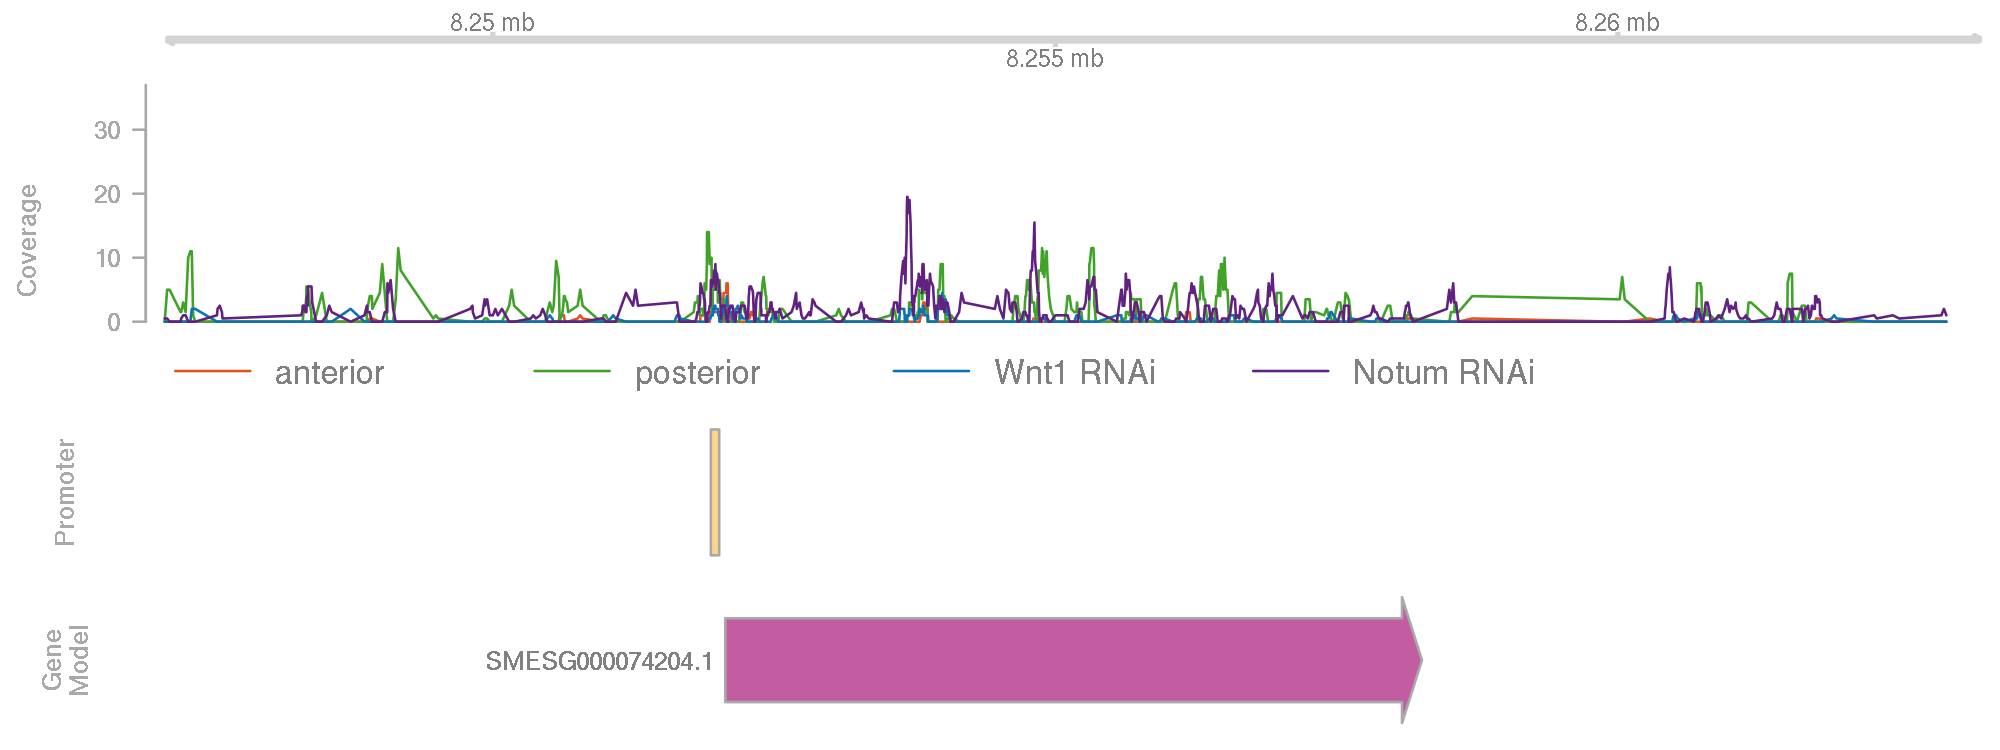 8.25 mb
8.26 mb
8.255 mb
Coverage
30
20
10
0
anterior
posterior
Wnt1 RNAi
Notum RNAi
Promoter
0
Gene
Model
SMESG000074204.1